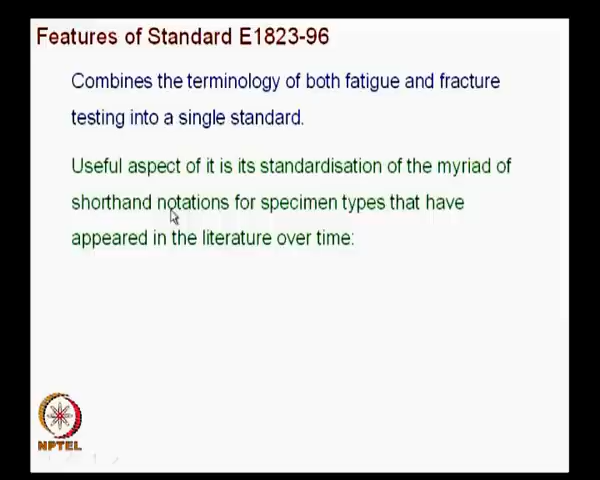 Features of Standard E1823-96
Combines the terminology of both fatigue and fracture
testing into a single standard.
Useful aspect of it is its standardisation of the myriad of
shorthand notations for specimen types that have
appeared in the literature over time:
NPTEL